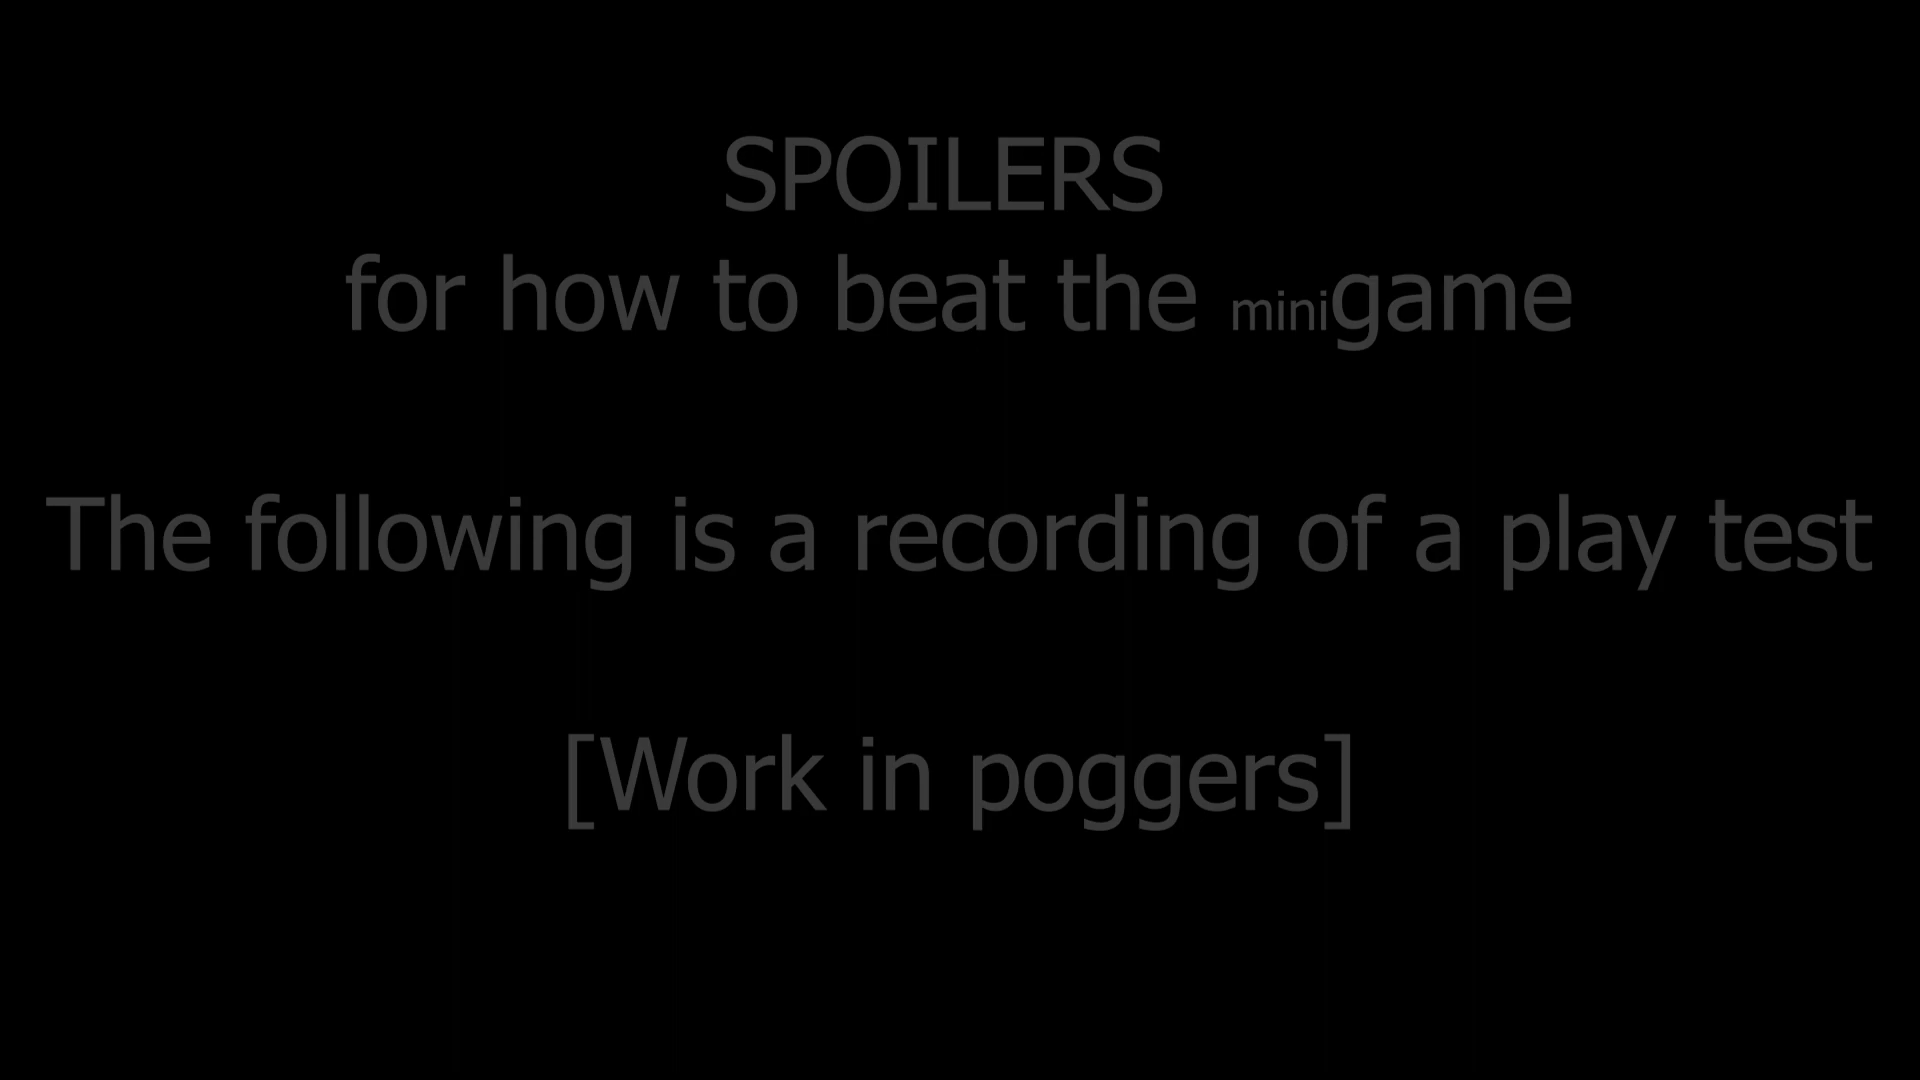 SPOILERS
for how to beat the minigame
The following is a recording of a play test
[Work in poggers]